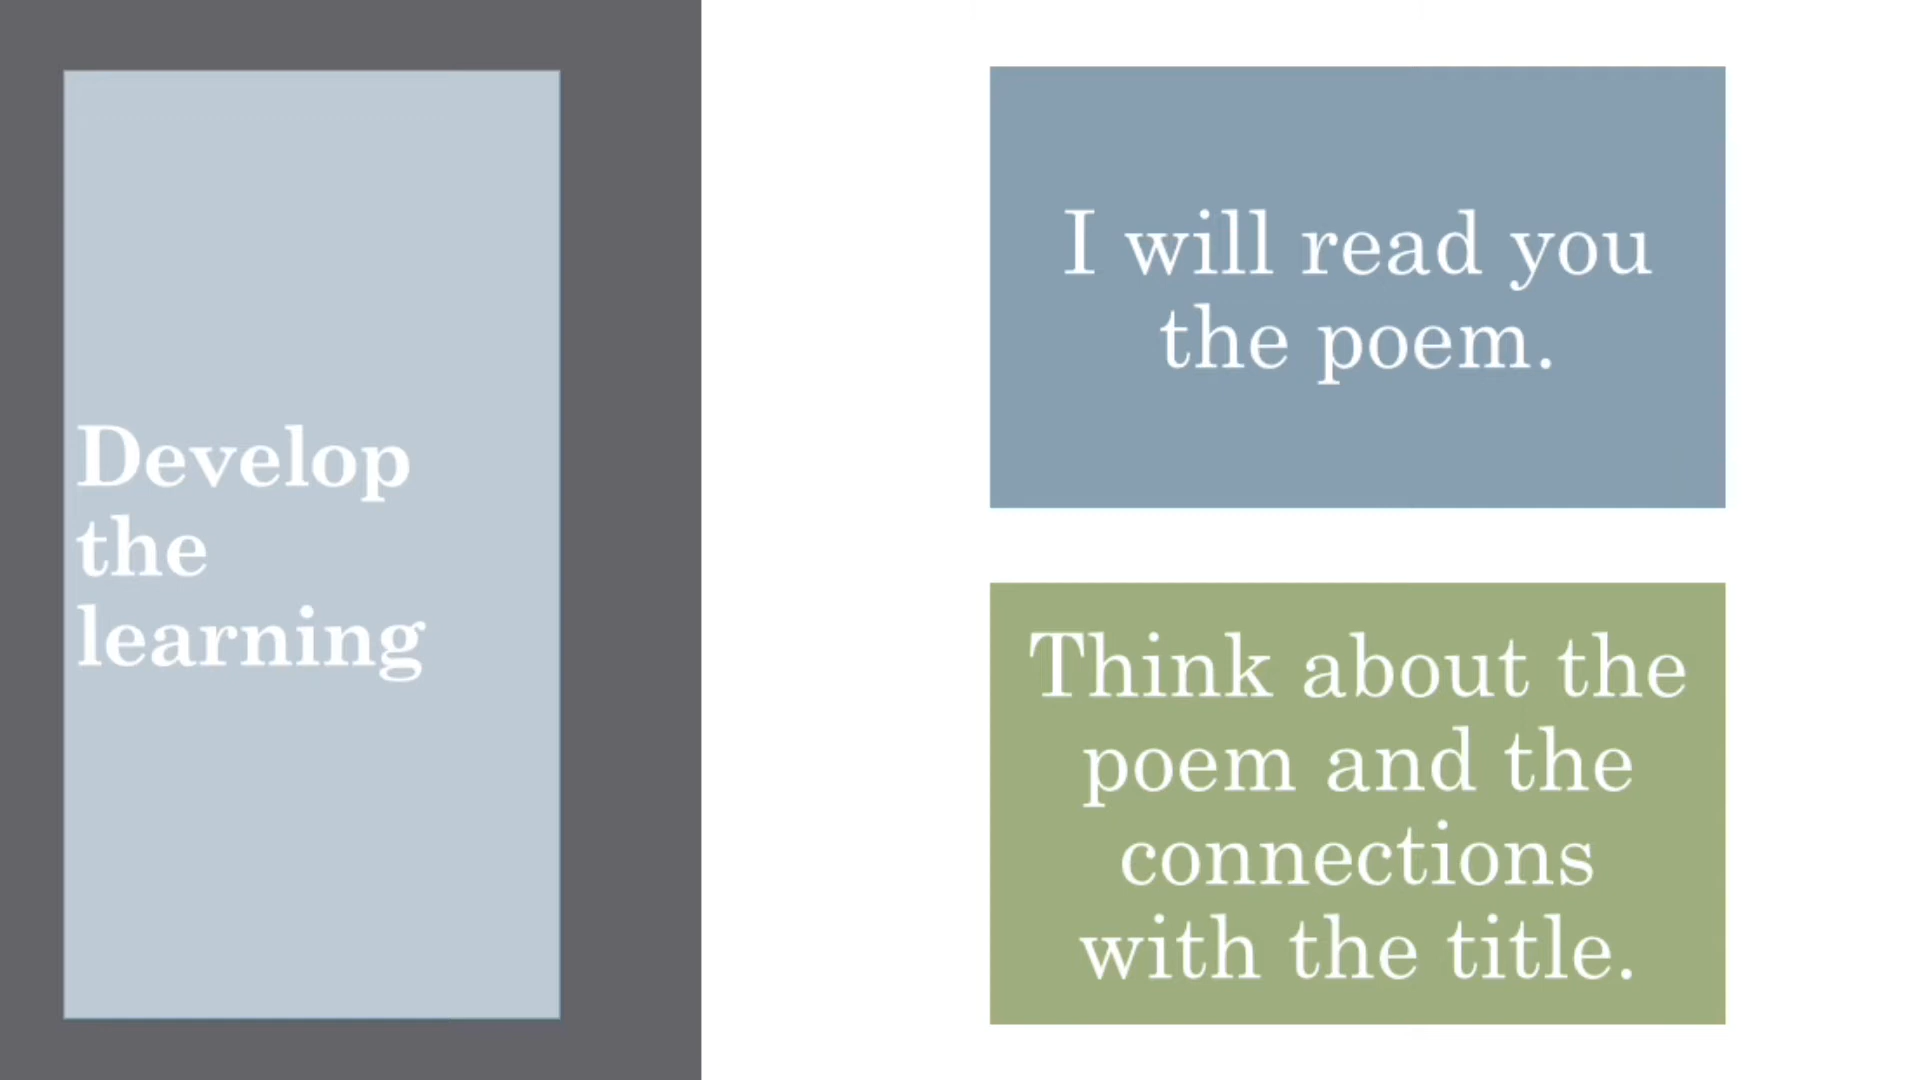 Develop
the
learning
I will read you
the poem.
Think about the
poem and the
connections
with the title.